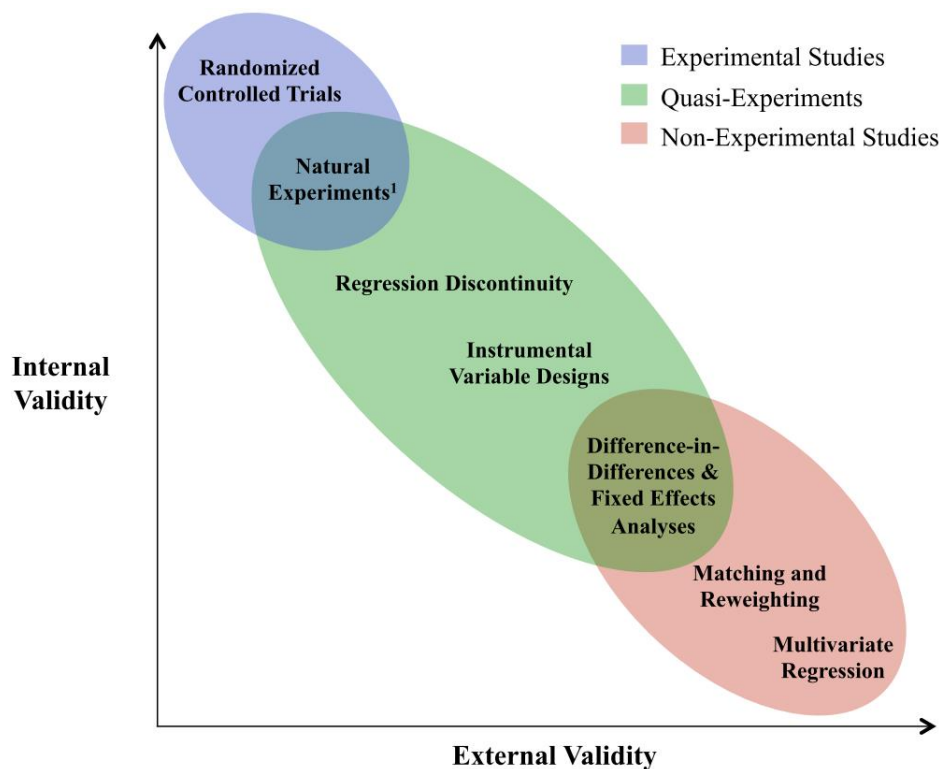 Randomized
Controlled Trials
Experimental Studies
Quasi-Experiments
Non-Experimental Studies
Natural
Experiments¹
Regression Discontinuity
Instrumental
Variable Designs
Internal
Validity
Difference-in-
Differences &
Fixed Effects
Analyses
Matching and
Reweighting
Multivariate
Regression
External Validity